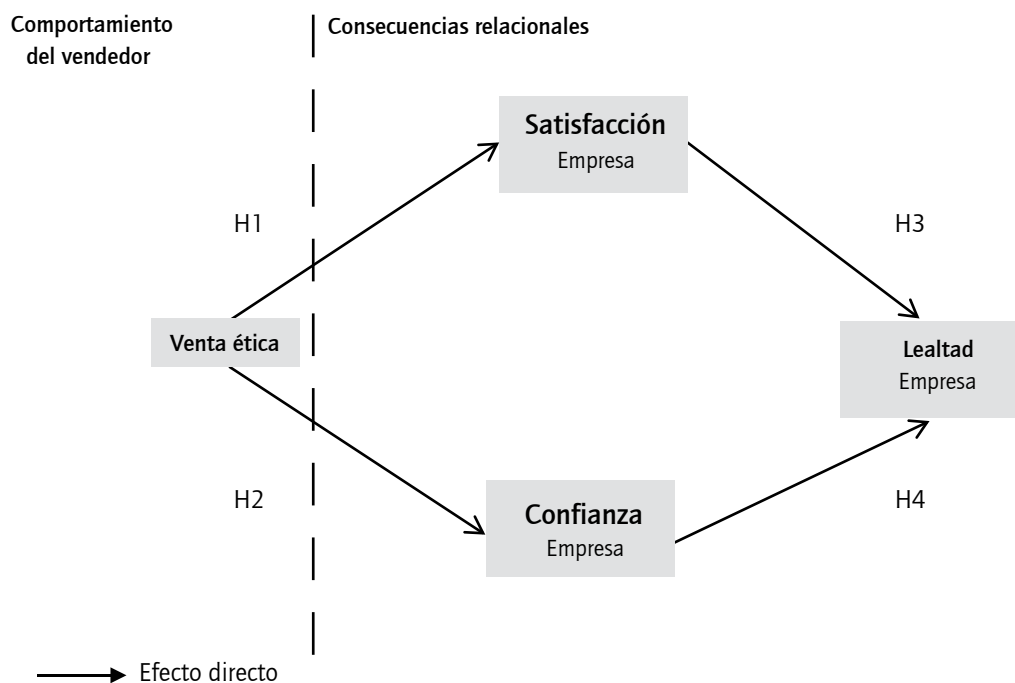 Comportamiento
del vendedor
Consecuencias relacionales
Satisfacción
Empresa
H1
H3
Venta ética
Lealtad
Empresa
H2
H4
Confianza
Empresa
Efecto directo